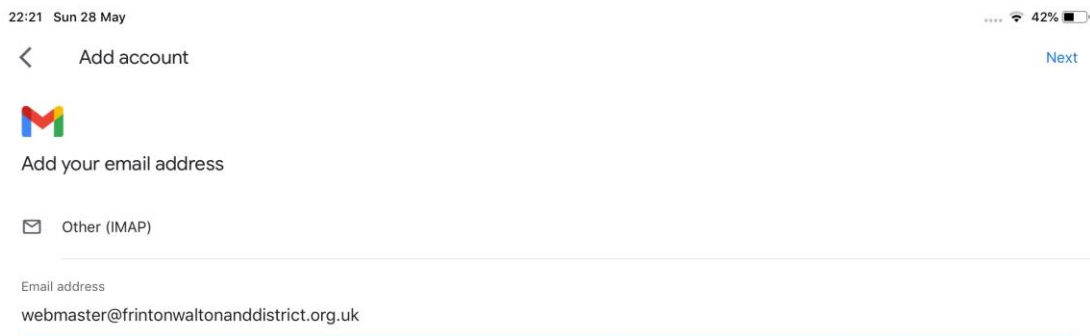 22:21 Sun 28 May 42%
Add account Next
Add your email address
Other (IMAP)
Email address
webmaster@frintonwaltonanddistrict.org.uk